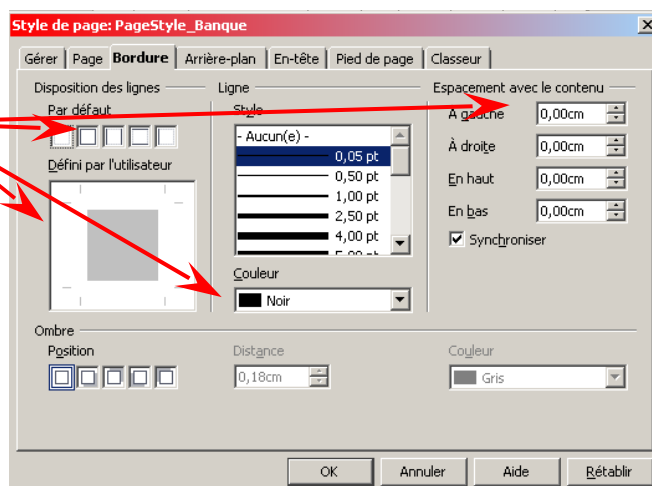 Style de page: PageStyle_Banque
Gérer Page Bordure Arrière-plan En-tête Pied de page Classeur
Disposition des lignes
Par défaut
Défini par l'utilisateur
Ligne
Style
- Aucun(e) -
0,05 pt
0,50 pt
1,00 pt
2,50 pt
4,00 pt
Couleur
Noir
Espacement avec le contenu
À gauche 0,00cm
À droite 0,00cm
En haut 0,00cm
En bas 0,00cm
Synchroniser
Ombre
Position
Distance
0,18cm
Couleur
Gris
OK Annuler Aide Rétablir